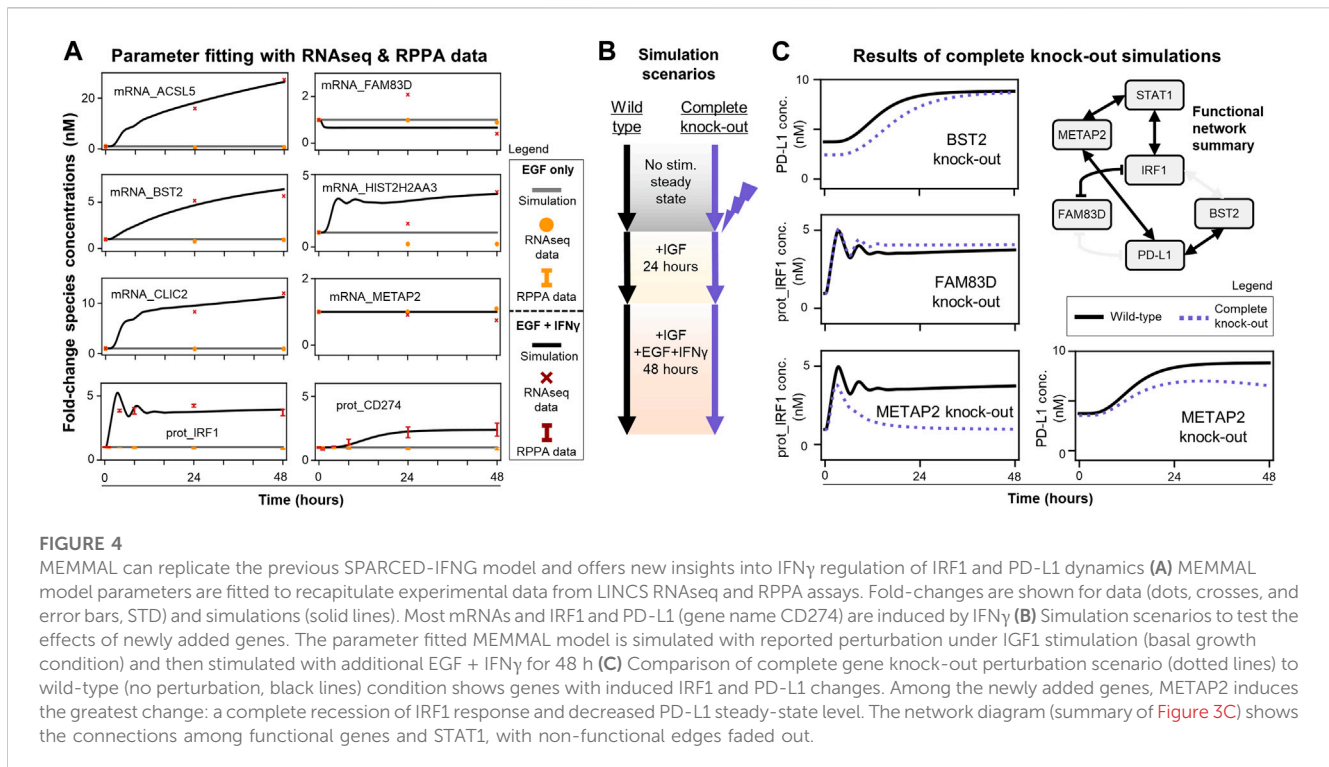 A Parameter fitting with RNAseq & RPPA data
Fold-change species concentrations (nM)
mRNA_ACSL5
20
0
mRNA_FAM83D
2
0
mRNA_BST2
5
0
mRNA_HIST2H2AA3
5
0
mRNA_CLIC2
10
0
mRNA_METAP2
1
0
prot_IRF1
5
0
prot_CD274
5
0
0 24 48
0 24 48
Time (hours)
Legend
EGF only
Simulation
RNAseq
data
RPPA data
EGF + IFNγ
Simulation
RNAseq
data
RPPA data
B Simulation
scenarios
Wild
type
Complete
knock-out
No stim.
steady
state
+IGF
24 hours
+IGF
+EGF+IFNγ
48 hours
C Results of complete knock-out simulations
PD-L1 conc.
(nM)
10
0
BST2
knock-out
prot_IRF1 conc.
(nM)
5
0
FAM83D
knock-out
prot_IRF1 conc.
(nM)
5
0
METAP2 knock-out
0 24 48
Time (hours)
STAT1
METAP2
IRF1
FAM83D
BST2
PD-L1
Functional
network
summary
Legend
Wild-type
Complete
knock-out
PD-L1 conc.
(nM)
10
0
METAP2
knock-out
0 24 48
FIGURE 4
MEMMAL can replicate the previous SPARCED-IFNG model and offers new insights into IFNγ regulation of IRF1 and PD-L1 dynamics (A) MEMMAL
model parameters are fitted to recapitulate experimental data from LINCS RNAseq and RPPA assays. Fold-changes are shown for data (dots, crosses, and
error bars, STD) and simulations (solid lines). Most mRNAs and IRF1 and PD-L1 (gene name CD274) are induced by IFNγ (B) Simulation scenarios to test the
effects of newly added genes. The parameter fitted MEMMAL model is simulated with reported perturbation under IGF1 stimulation (basal growth
condition) and then stimulated with additional EGF + IFNγ for 48 h (C) Comparison of complete gene knock-out perturbation scenario (dotted lines) to
wild-type (no perturbation, black lines) condition shows genes with induced IRF1 and PD-L1 changes. Among the newly added genes, METAP2 induces
the greatest change: a complete recession of IRF1 response and decreased PD-L1 steady-state level. The network diagram (summary of Figure 3C) shows
the connections among functional genes and STAT1, with non-functional edges faded out.